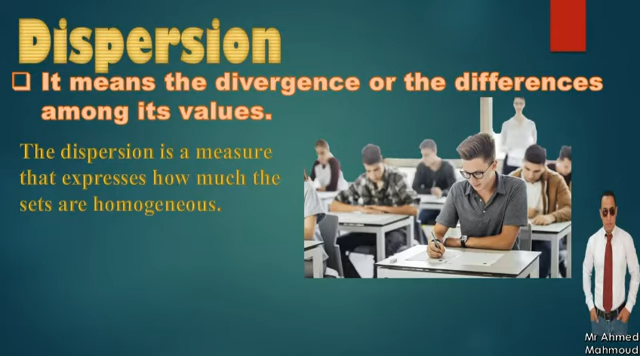 Dispersion
❑ It means the divergence or the differences
among its values.
The dispersion is a measure
that expresses how much the
sets are homogeneous.
Mr Ahmed
Mahmoud